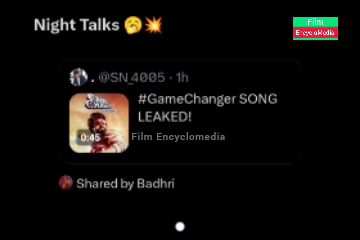 Night Talks 🥱💥
Film
EncycloMedia
. @SN_4005 · 1h
#GameChanger SONG
LEAKED!
0:45
Film Encyclomedia
Shared by Badhri